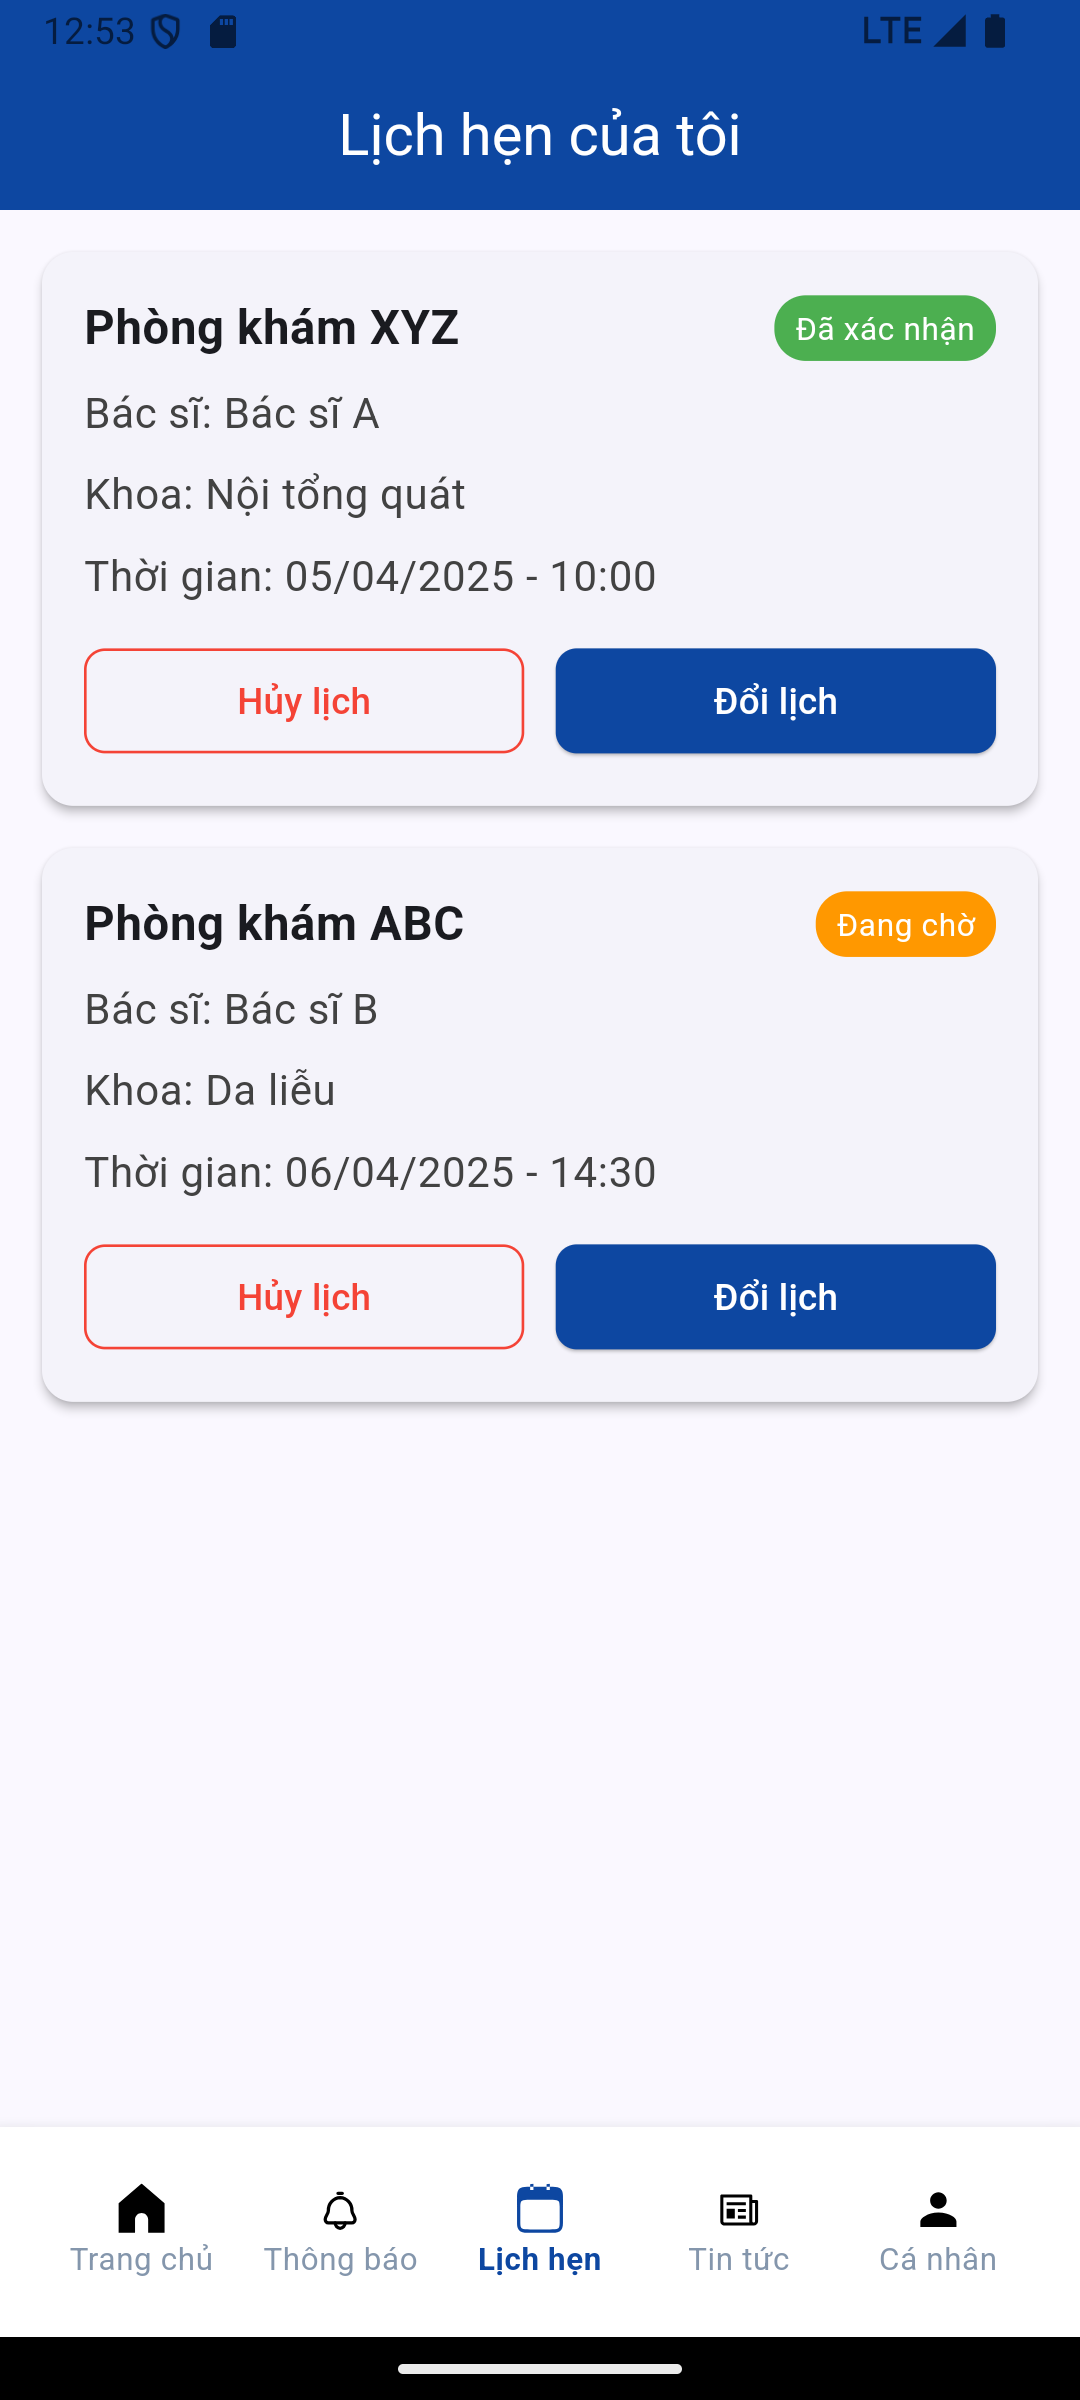 12:53
LTE
Lịch hẹn của tôi
Phòng khám XYZ
Đã xác nhận
Bác sĩ: Bác sĩ A
Khoa: Nội tổng quát
Thời gian: 05/04/2025 - 10:00
Hủy lịch
Đổi lịch
Phòng khám ABC
Đang chờ
Bác sĩ: Bác sĩ B
Khoa: Da liễu
Thời gian: 06/04/2025 - 14:30
Hủy lịch
Đổi lịch
Trang chủ
Thông báo
Lịch hẹn
Tin tức
Cá nhân